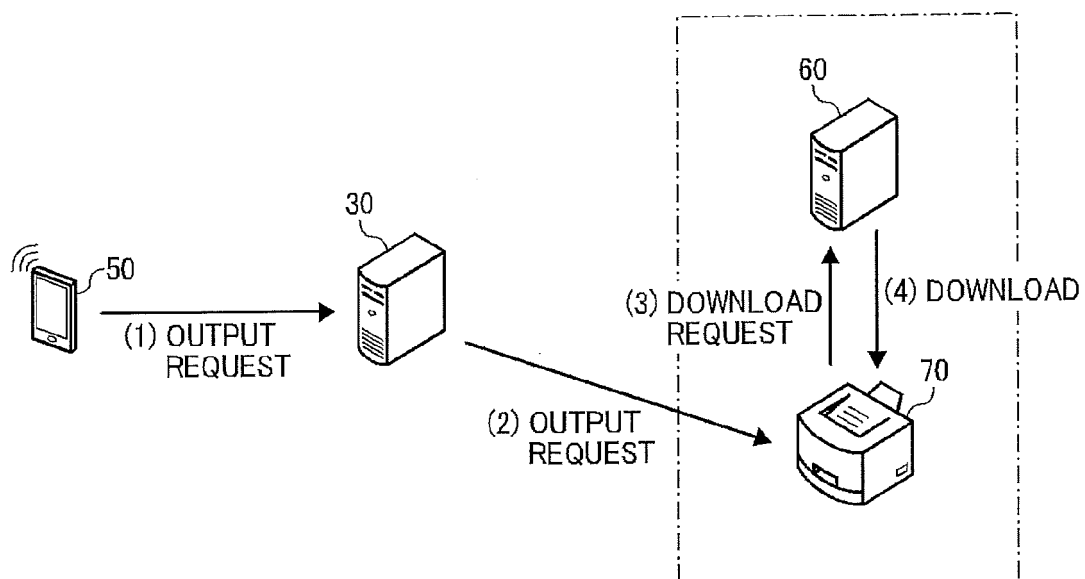 60
30
50
(1) OUTPUT
REQUEST
(3) DOWNLOAD
REQUEST
(4) DOWNLOAD
70
(2) OUTPUT
REQUEST